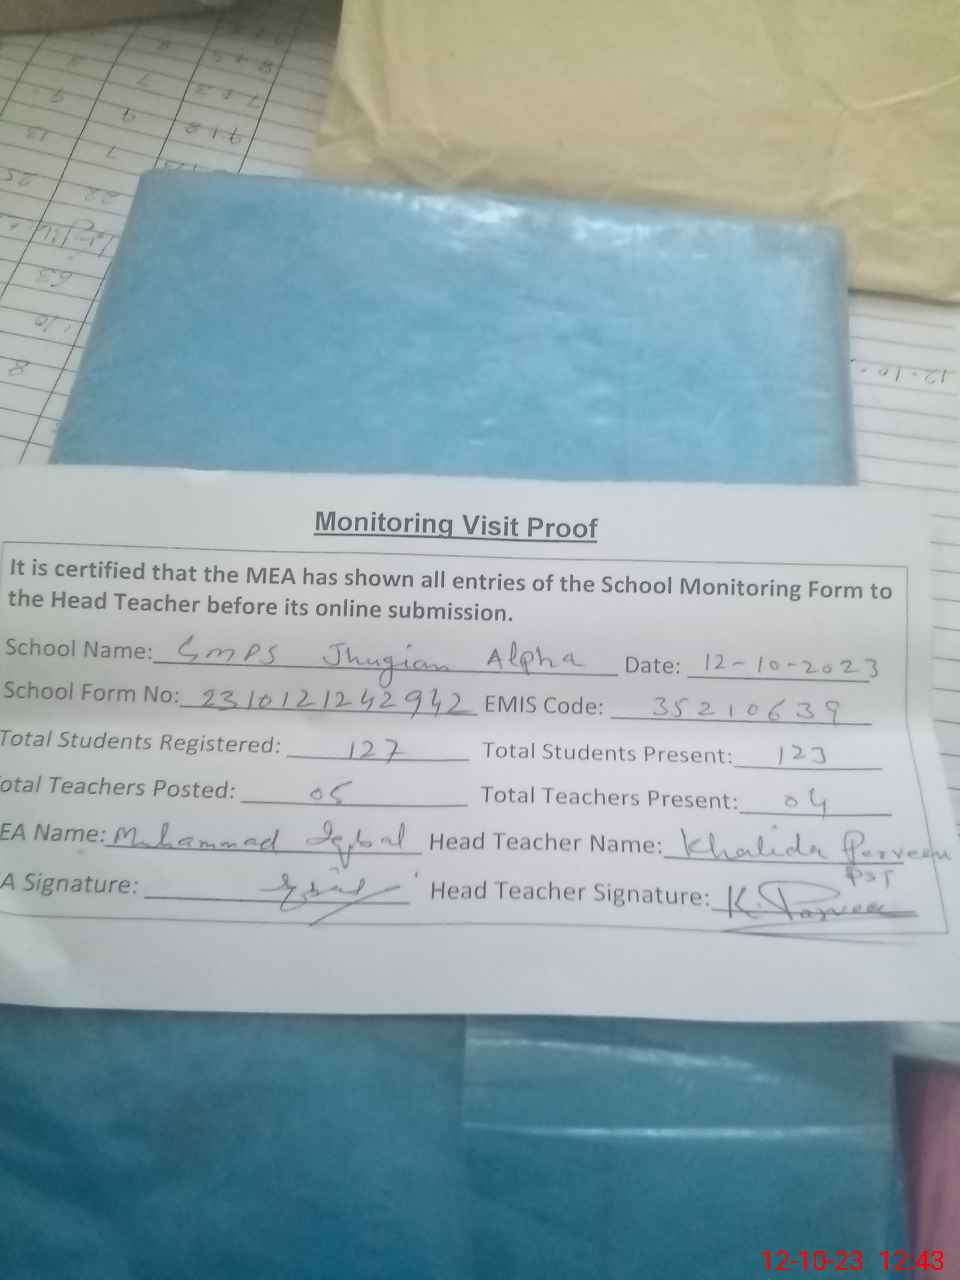 Monitoring Visit Proof
It is certified that the MEA has shown all entries of the School Monitoring Form to
the Head Teacher before its online submission.
School Name: GMPS Jhugian Alpha Date: 12-10-2023
School Form No: 2310121242942 EMIS Code: 35210639
Total Students Registered: 127 Total Students Present: 123
otal Teachers Posted: 05 Total Teachers Present: 04
EA Name: Muhammad Iqbal Head Teacher Name: Khalida Perveen
PST
A Signature: Head Teacher Signature: K. Parveen
12-10-23 12:43